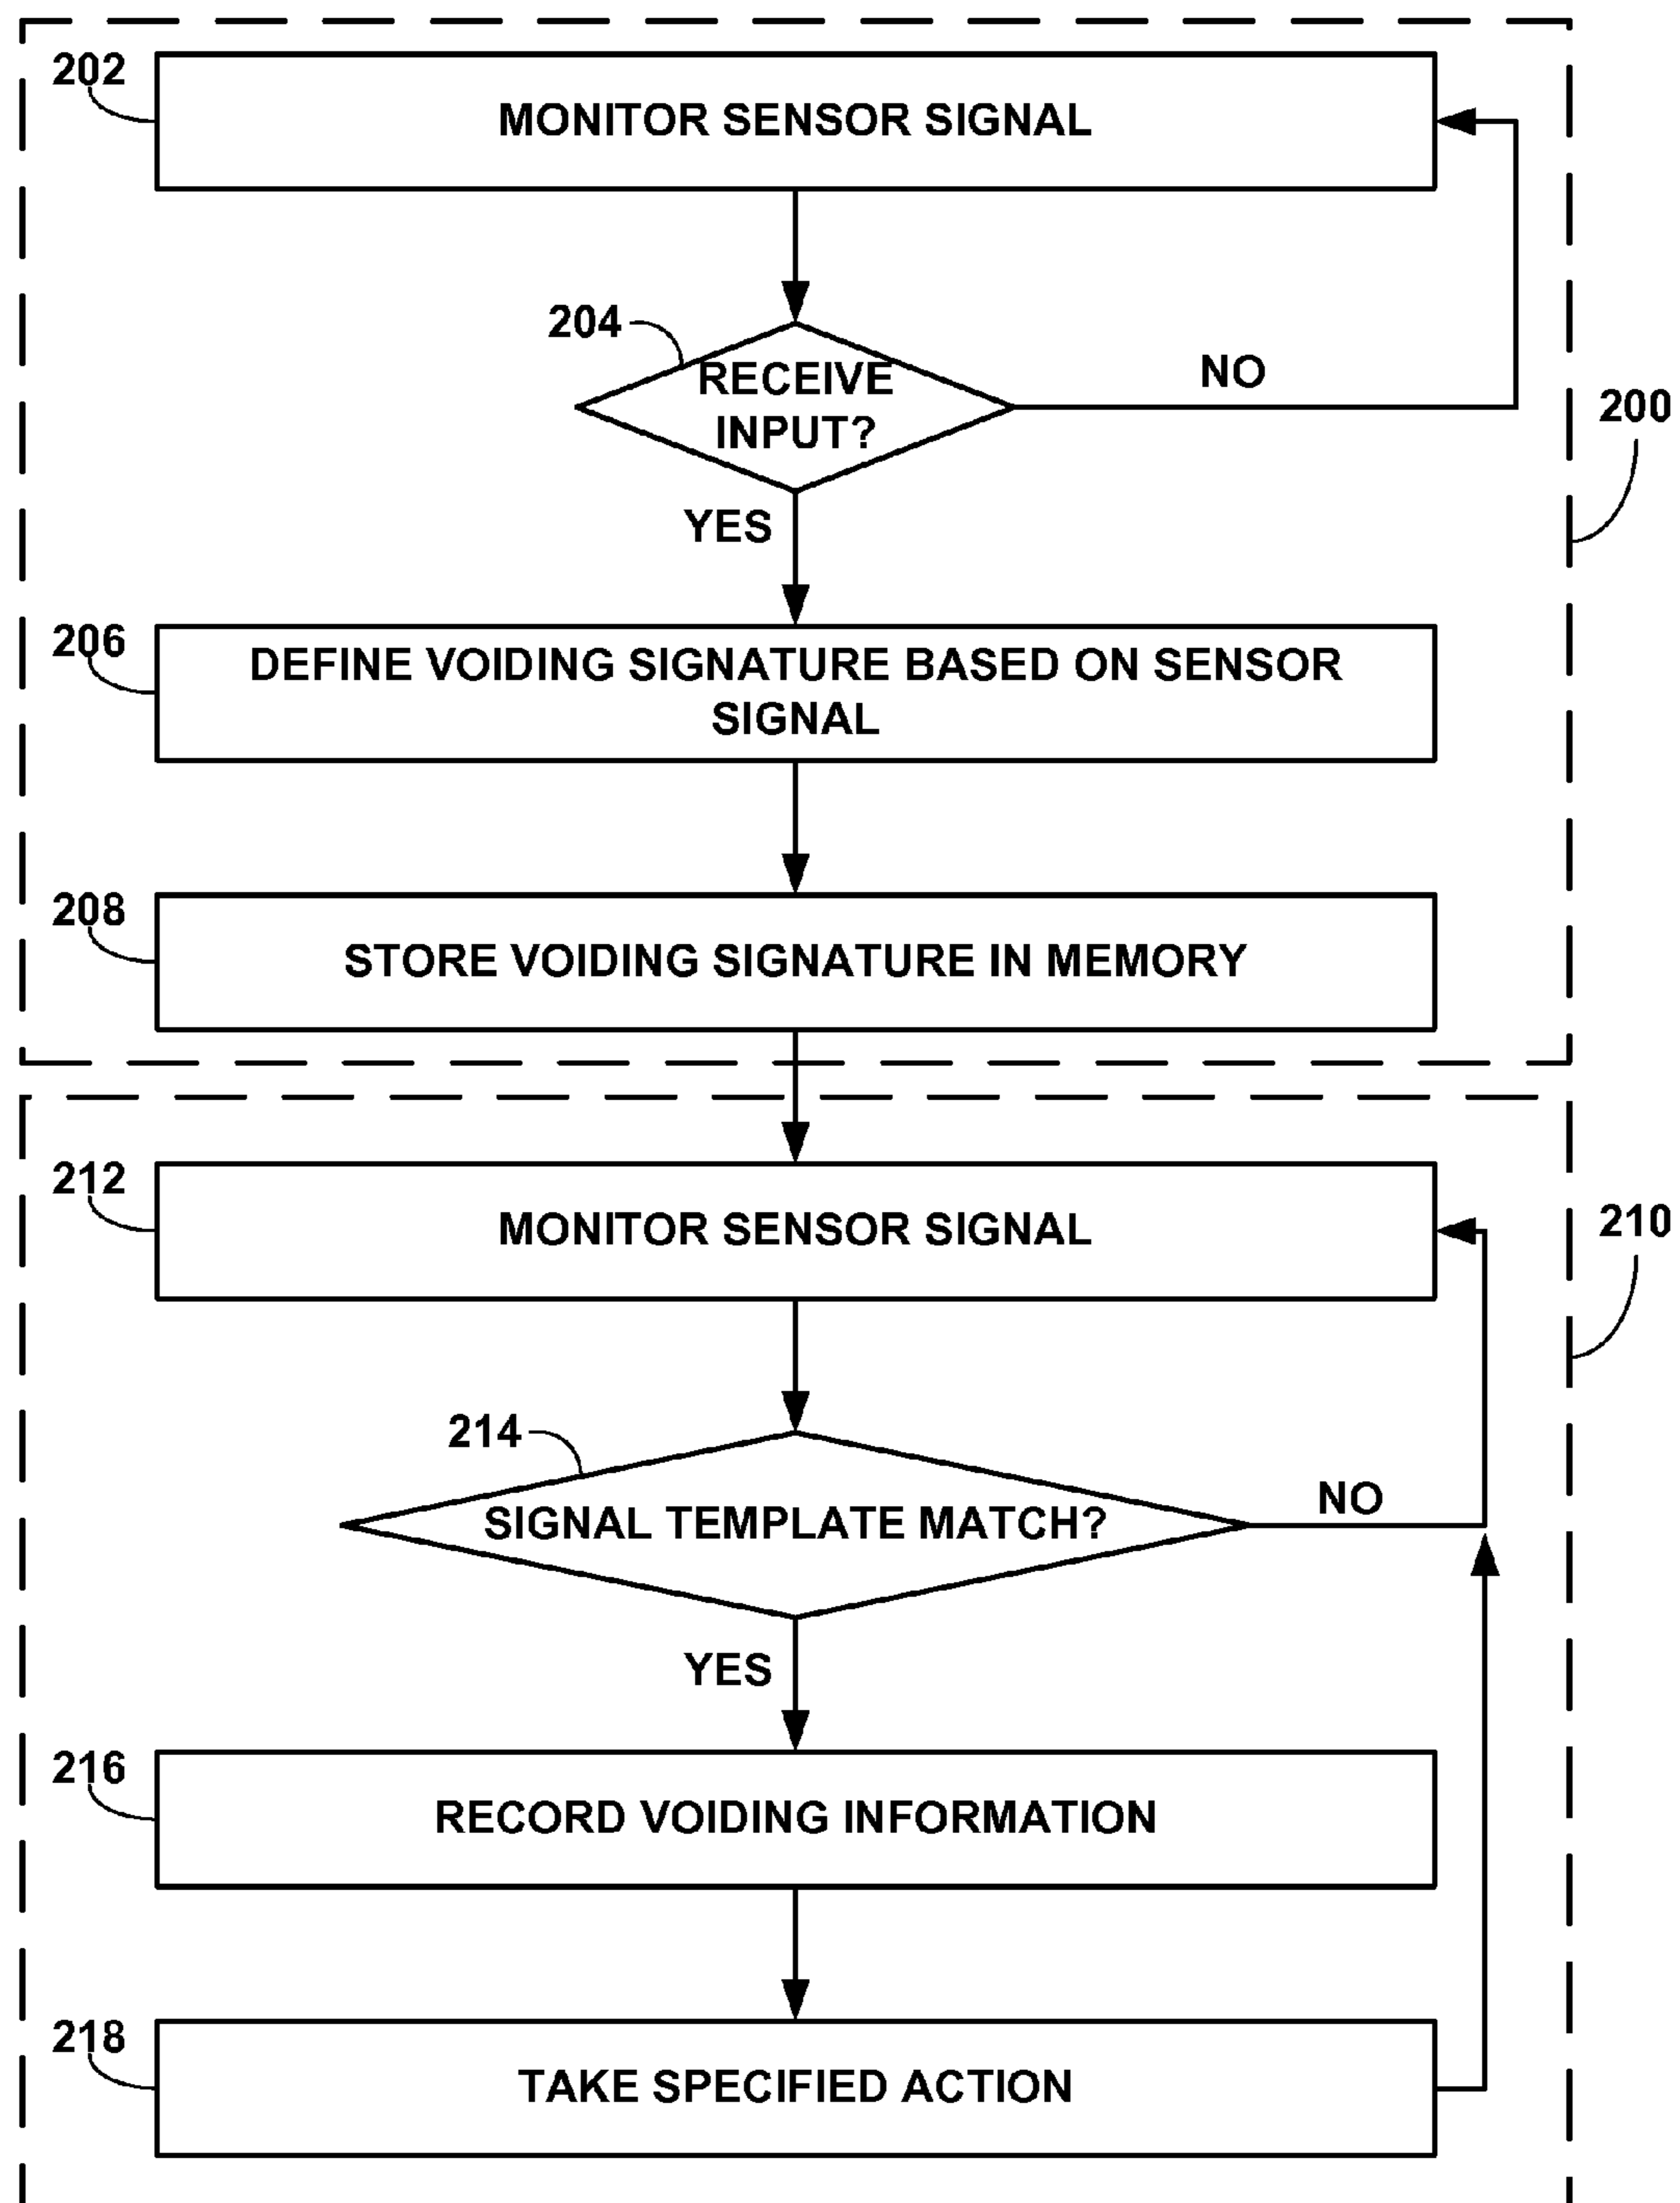 202
MONITOR SENSOR SIGNAL
204
RECEIVE
INPUT?
NO
200
YES
206
DEFINE VOIDING SIGNATURE BASED ON SENSOR
SIGNAL
208
STORE VOIDING SIGNATURE IN MEMORY
212
MONITOR SENSOR SIGNAL
210
214
SIGNAL TEMPLATE MATCH?
NO
YES
216
RECORD VOIDING INFORMATION
218
TAKE SPECIFIED ACTION